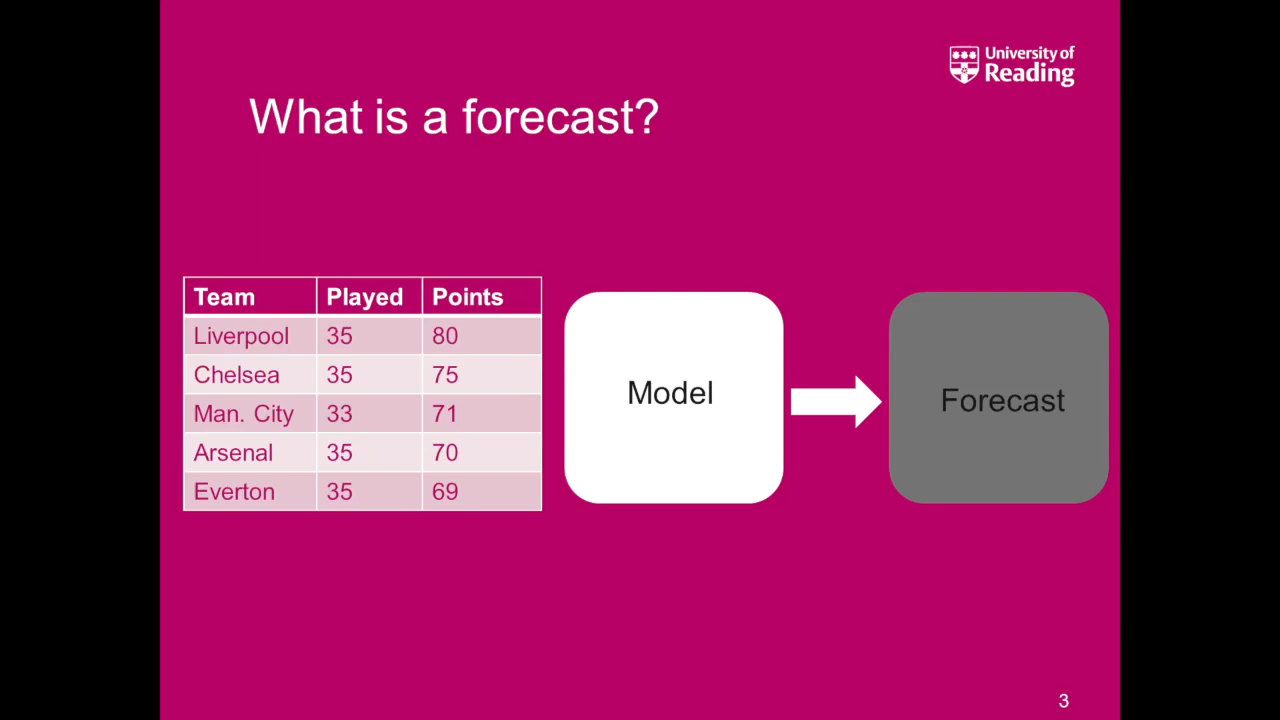 University of
Reading
What is a forecast?
Team Played Points
Liverpool 35 80
Chelsea 35 75
Man. City 33 71
Arsenal 35 70
Everton 35 69
Model
Forecast
3